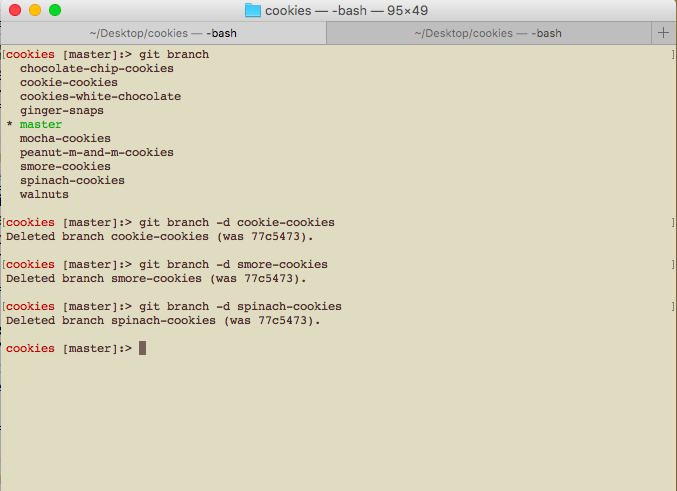 cookies — -bash — 95×49
~/Desktop/cookies — -bash ~/Desktop/cookies — -bash +
[cookies [master]:> git branch ]
chocolate-chip-cookies
cookie-cookies
cookies-white-chocolate
ginger-snaps
* master
mocha-cookies
peanut-m-and-m-cookies
smore-cookies
spinach-cookies
walnuts
[cookies [master]:> git branch -d cookie-cookies ]
Deleted branch cookie-cookies (was 77c5473).
[cookies [master]:> git branch -d smore-cookies ]
Deleted branch smore-cookies (was 77c5473).
[cookies [master]:> git branch -d spinach-cookies ]
Deleted branch spinach-cookies (was 77c5473).
cookies [master]:>